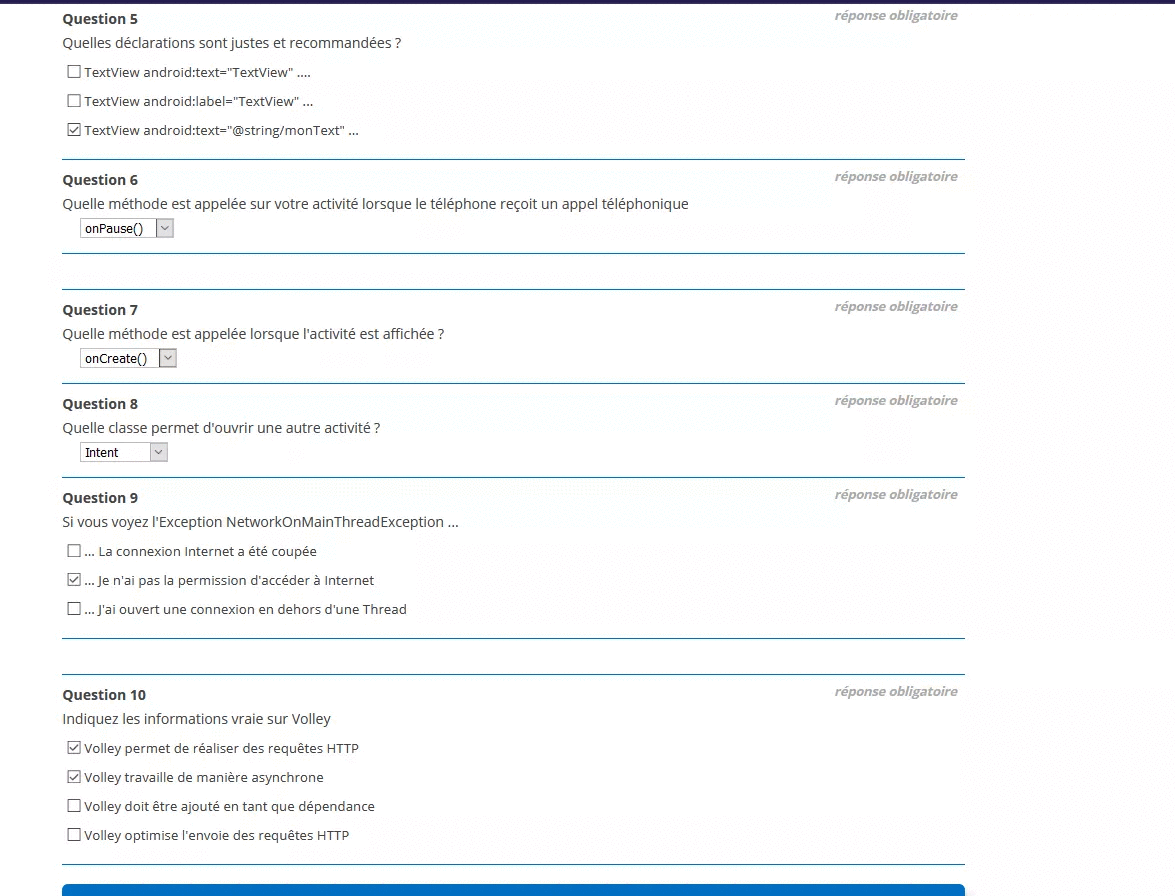 Question 5
réponse obligatoire
Quelles déclarations sont justes et recommandées ?
TextView android:text="TextView" ....
TextView android:label="TextView" ...
TextView android:text="@string/monText" ...
Question 6
réponse obligatoire
Quelle méthode est appelée sur votre activité lorsque le téléphone reçoit un appel téléphonique
onPause()
Question 7
réponse obligatoire
Quelle méthode est appelée lorsque l'activité est affichée ?
onCreate()
Question 8
réponse obligatoire
Quelle classe permet d'ouvrir une autre activité ?
Intent
Question 9
réponse obligatoire
Si vous voyez l'Exception NetworkOnMainThreadException ...
... La connexion Internet a été coupée
... Je n'ai pas la permission d'accéder à Internet
... J'ai ouvert une connexion en dehors d'une Thread
Question 10
réponse obligatoire
Indiquez les informations vraie sur Volley
Volley permet de réaliser des requêtes HTTP
Volley travaille de manière asynchrone
Volley doit être ajouté en tant que dépendance
Volley optimise l'envoie des requêtes HTTP